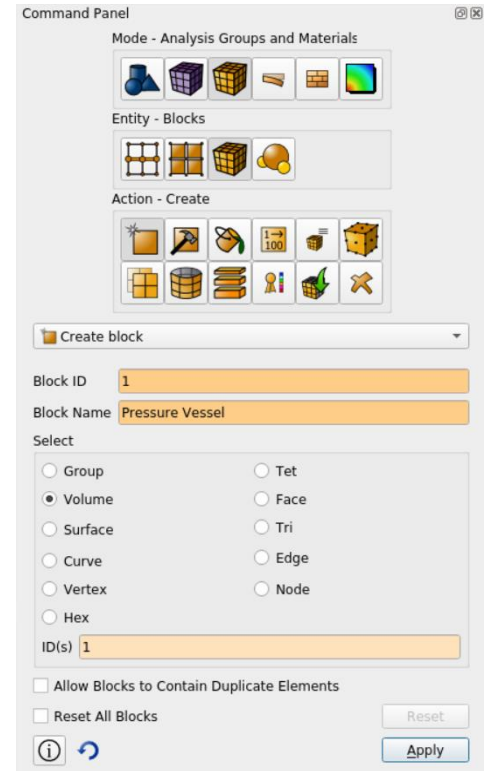 Command Panel
Mode - Analysis Groups and Materials
Entity - Blocks
Action - Create
1→
100
Create block
Block ID 1
Block Name Pressure Vessel
Select
Group Tet
Volume Face
Surface Tri
Curve Edge
Vertex Node
Hex
ID(s) 1
Allow Blocks to Contain Duplicate Elements
Reset All Blocks Reset
Apply